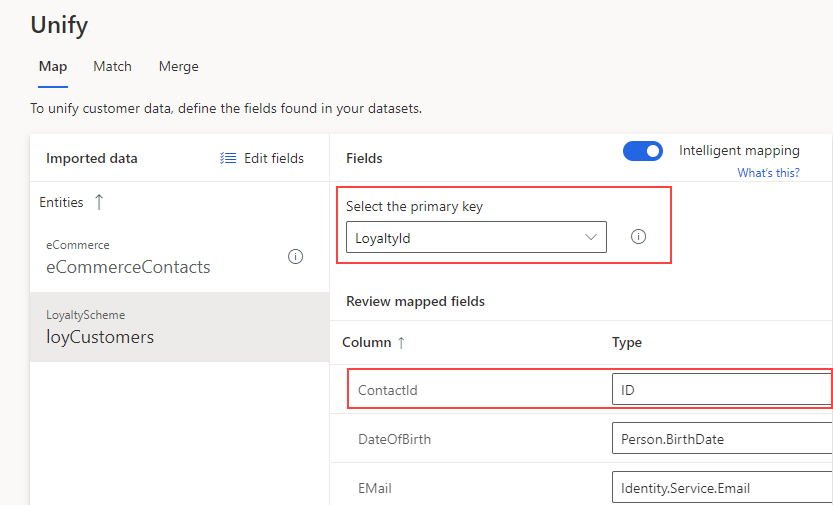 Unify
Map Match Merge
To unify customer data, define the fields found in your datasets.
Imported data Edit fields
Fields Intelligent mapping
What's this?
Entities ↑
Select the primary key
LoyaltyId
eCommerce
eCommerceContacts
LoyaltyScheme
loyCustomers
Review mapped fields
Column ↑ Type
ContactId ID
DateOfBirth Person.BirthDate
EMail Identity.Service.Email